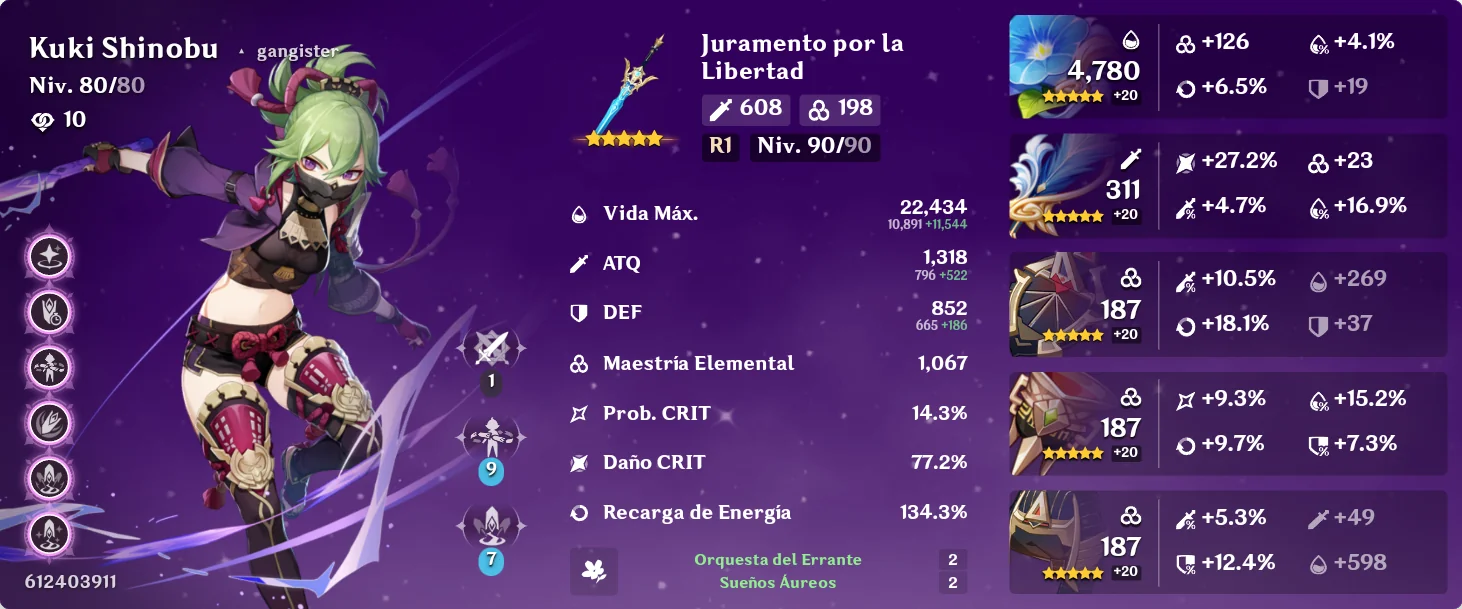 Kuki Shinobu · gangister
Niv. 80/80
10
1
9
7
612403911
Juramento por la
Libertad
608 198
R1 Niv. 90/90
Vida Máx. 22,434
10,891 +11,544
ATQ 1,318
796 +522
DEF 852
665 +186
Maestría Elemental 1,067
Prob. CRIT 14.3%
Daño CRIT 77.2%
Recarga de Energía 134.3%
Orquesta del Errante 2
Sueños Áureos 2
+126 +4.1%
4,780
+20 +6.5% +19
+27.2% +23
311
+20 +4.7% +16.9%
+10.5% +269
187
+20 +18.1% +37
+9.3% +15.2%
187
+20 +9.7% +7.3%
+5.3% +49
187
+20 +12.4% +598